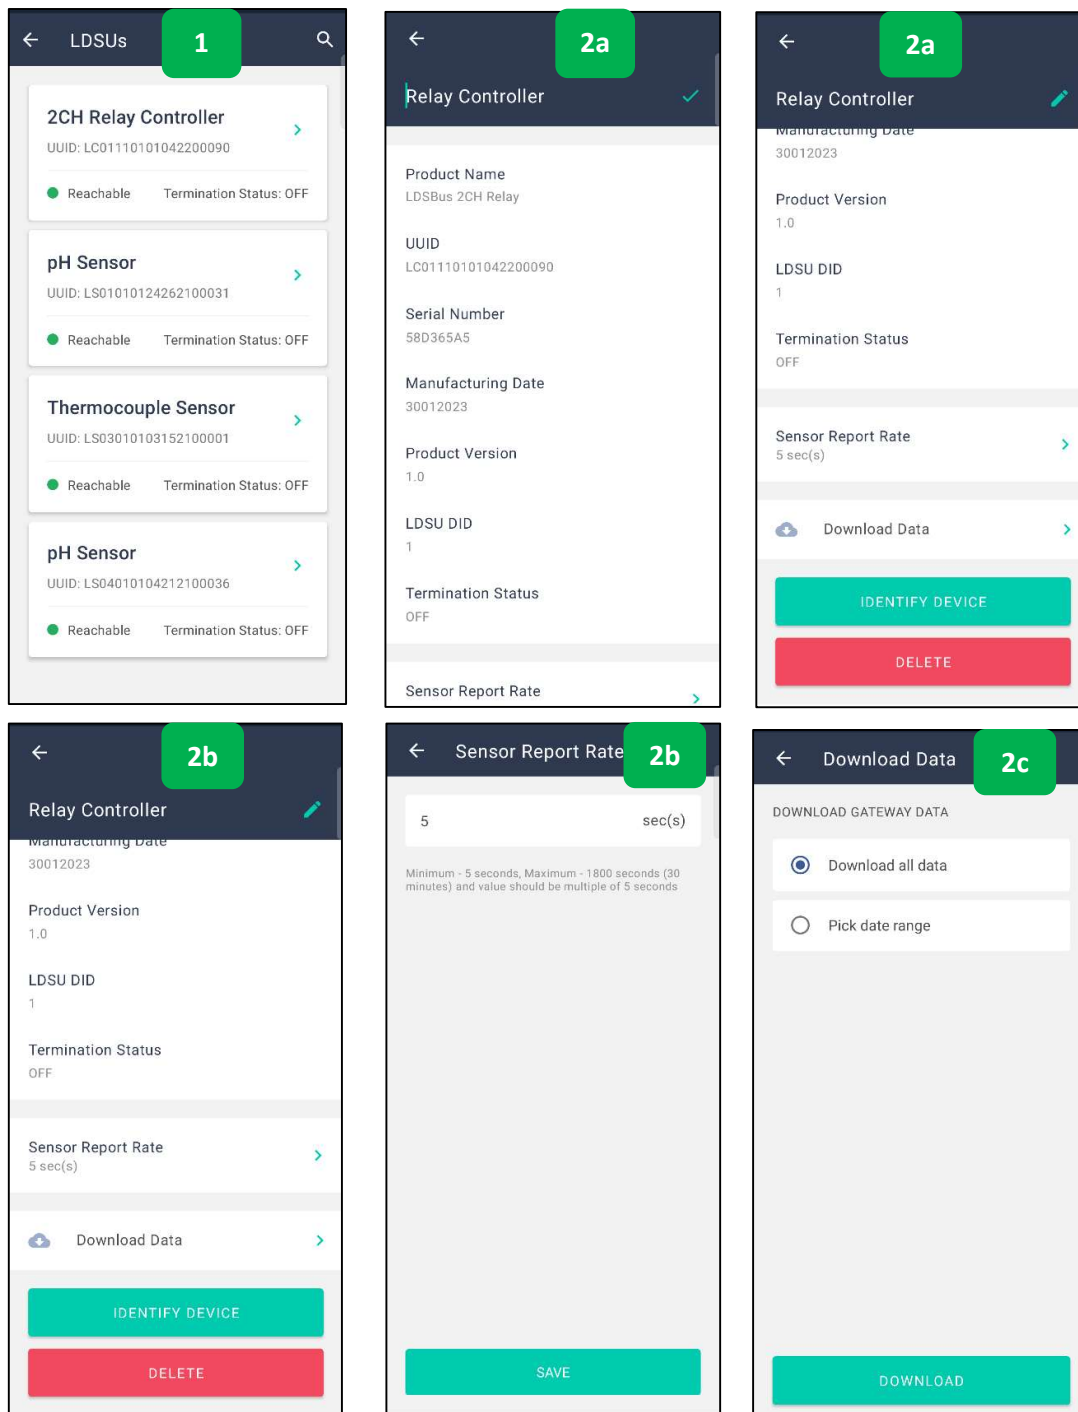 LDSUs
1
2CH Relay Controller
UUID: LC01110101042200090
Reachable Termination Status: OFF
pH Sensor
UUID: LS01010124262100031
Reachable Termination Status: OFF
Thermocouple Sensor
UUID: LS03010103152100001
Reachable Termination Status: OFF
pH Sensor
UUID: LS04010104212100036
Reachable Termination Status: OFF
2a
Relay Controller
Product Name
LDSBus 2CH Relay
UUID
LC01110101042200090
Serial Number
58D365A5
Manufacturing Date
30012023
Product Version
1.0
LDSU DID
1
Termination Status
OFF
Sensor Report Rate
2a
Relay Controller
Manufacturing Date
30012023
Product Version
1.0
LDSU DID
1
Termination Status
OFF
Sensor Report Rate
5 sec(s)
Download Data
IDENTIFY DEVICE
DELETE
2b
Relay Controller
Manufacturing Date
30012023
Product Version
1.0
LDSU DID
1
Termination Status
OFF
Sensor Report Rate
5 sec(s)
Download Data
IDENTIFY DEVICE
DELETE
Sensor Report Rate
2b
5 sec(s)
Minimum - 5 seconds, Maximum - 1800 seconds (30
minutes) and value should be multiple of 5 seconds
SAVE
Download Data
2c
DOWNLOAD GATEWAY DATA
Download all data
Pick date range
DOWNLOAD